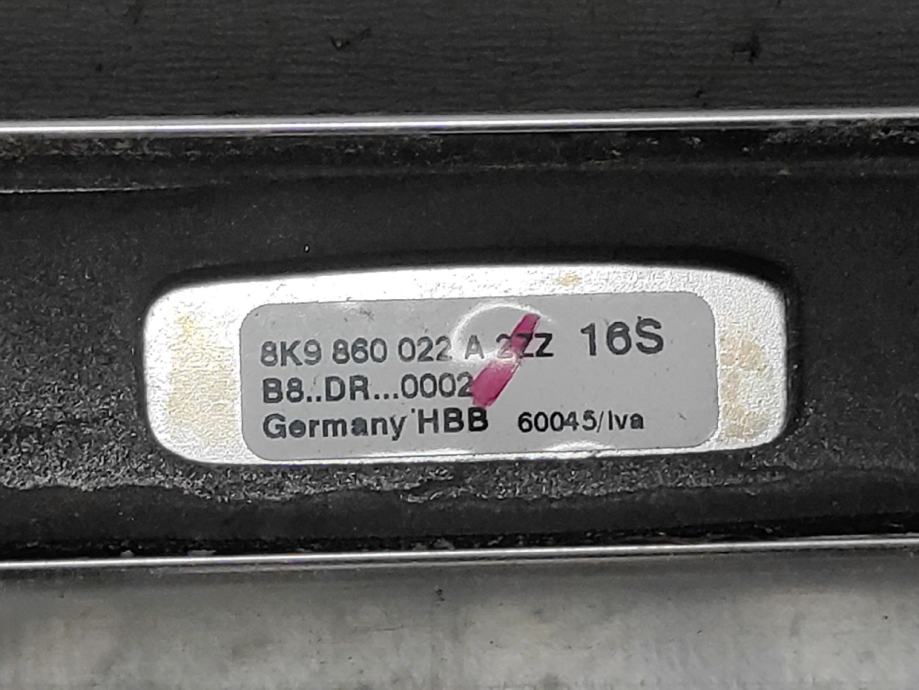 8K9 860 022 A 2ZZ 16S
B8..DR...0002
Germany HBB 60045/Iva